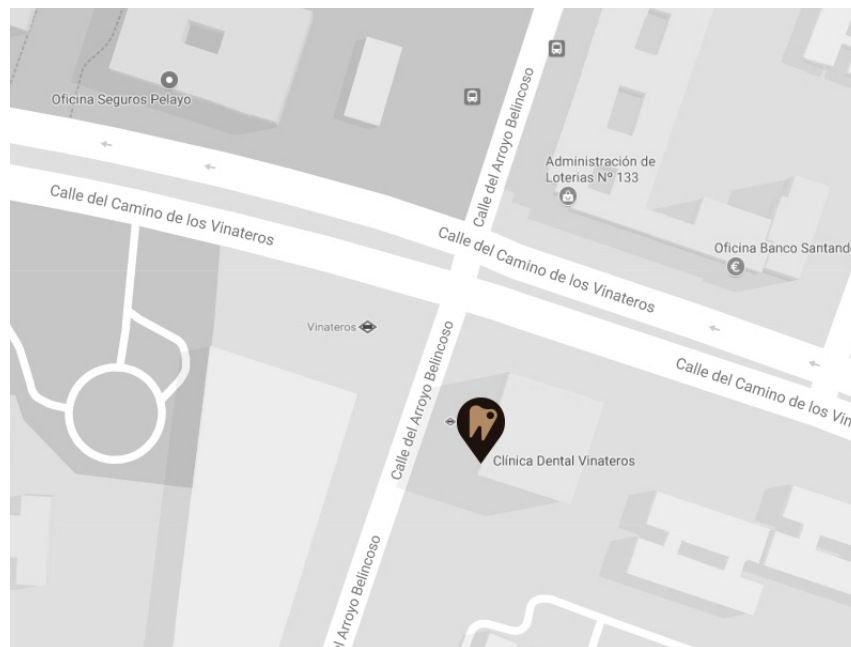 Oficina Seguros Pelayo
Calle del Arroyo Belincoso
Administración de
Loterias Nº 133
Calle del Camino de los Vinateros
Calle del Camino de los Vinateros
Oficina Banco Santand
Vinateros
Calle del Arroyo Belincoso
Calle del Camino de los Vin
Clínica Dental Vinateros
l Arroyo Belincoso
€